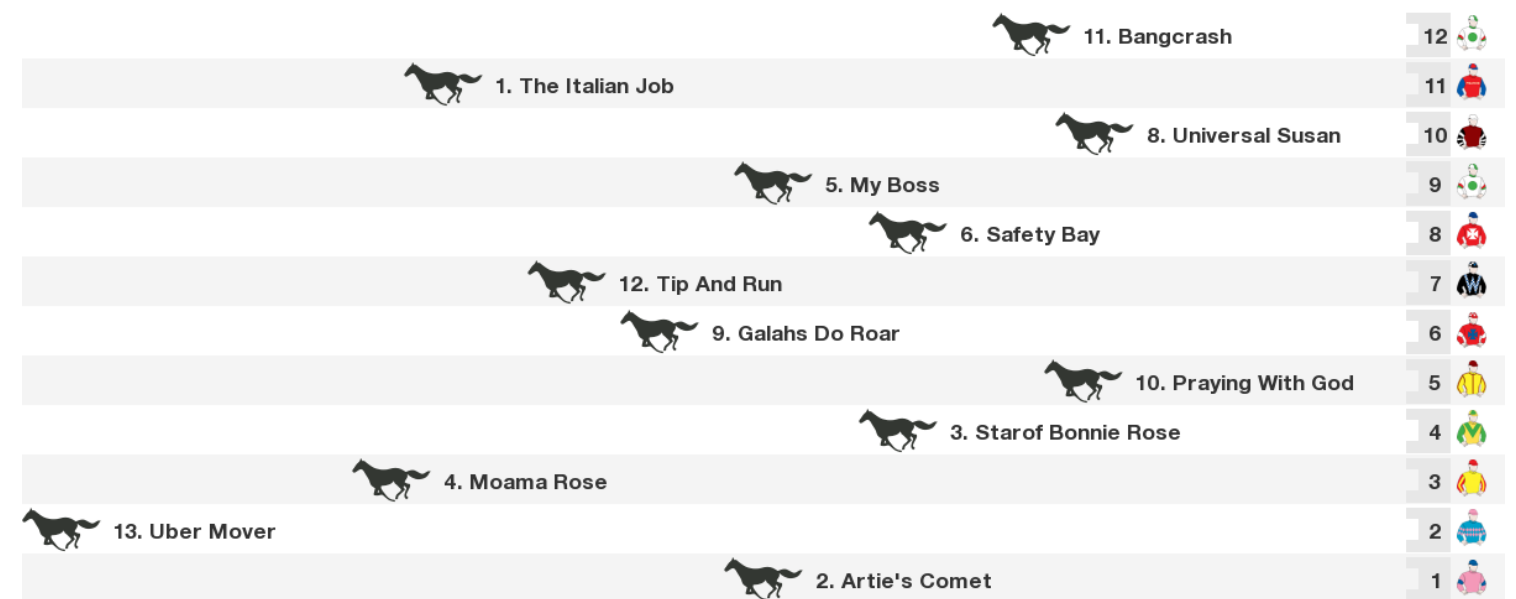 11. Bangcrash 12
1. The Italian Job 11
8. Universal Susan 10
5. My Boss 9
6. Safety Bay 8
12. Tip And Run 7
9. Galahs Do Roar 6
10. Praying With God 5
3. Starof Bonnie Rose 4
4. Moama Rose 3
13. Uber Mover 2
2. Artie's Comet 1